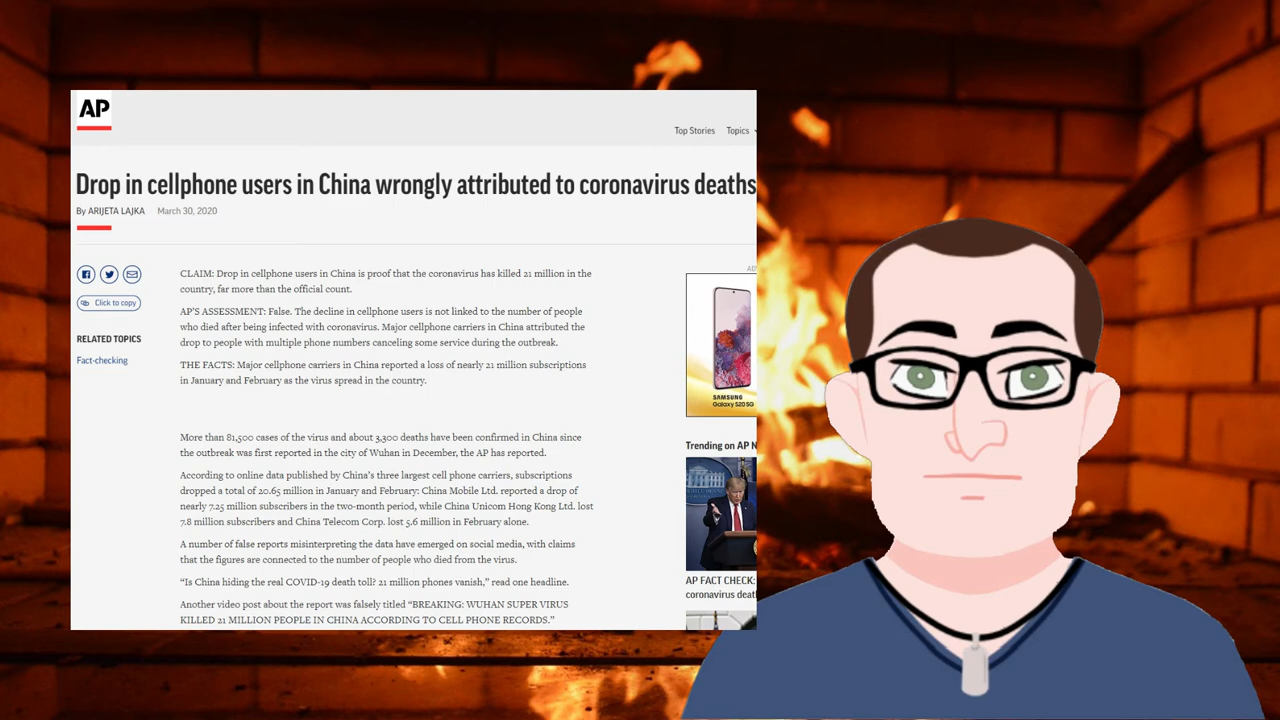 AP
Top Stories Topics
Drop in cellphone users in China wrongly attributed to coronavirus deaths
By ARIJETA LAJKA March 30, 2020
CLAIM: Drop in cellphone users in China is proof that the coronavirus has killed 21 million in the
country, far more than the official count.
AP'S ASSESSMENT: False. The decline in cellphone users is not linked to the number of people
who died after being infected with coronavirus. Major cellphone carriers in China attributed the
drop to people with multiple phone numbers canceling some service during the outbreak.
THE FACTS: Major cellphone carriers in China reported a loss of nearly 21 million subscriptions
in January and February as the virus spread in the country.
More than 81,500 cases of the virus and about 3,300 deaths have been confirmed in China since
the outbreak was first reported in the city of Wuhan in December, the AP has reported.
According to online data published by China's three largest cell phone carriers, subscriptions
dropped a total of 20.65 million in January and February: China Mobile Ltd. reported a drop of
nearly 7.25 million subscribers in the two-month period, while China Unicom Hong Kong Ltd. lost
7.8 million subscribers and China Telecom Corp. lost 5.6 million in February alone.
A number of false reports misinterpreting the data have emerged on social media, with claims
that the figures are connected to the number of people who died from the virus.
“Is China hiding the real COVID-19 death toll? 21 million phones vanish,” read one headline.
Another video post about the report was falsely titled “BREAKING: WUHAN SUPER VIRUS
KILLED 21 MILLION PEOPLE IN CHINA ACCORDING TO CELL PHONE RECORDS.”
Click to copy
RELATED TOPICS
Fact-checking
AD
SAMSUNG
Galaxy S20 5G
Trending on AP N
AP FACT CHECK:
coronavirus deat